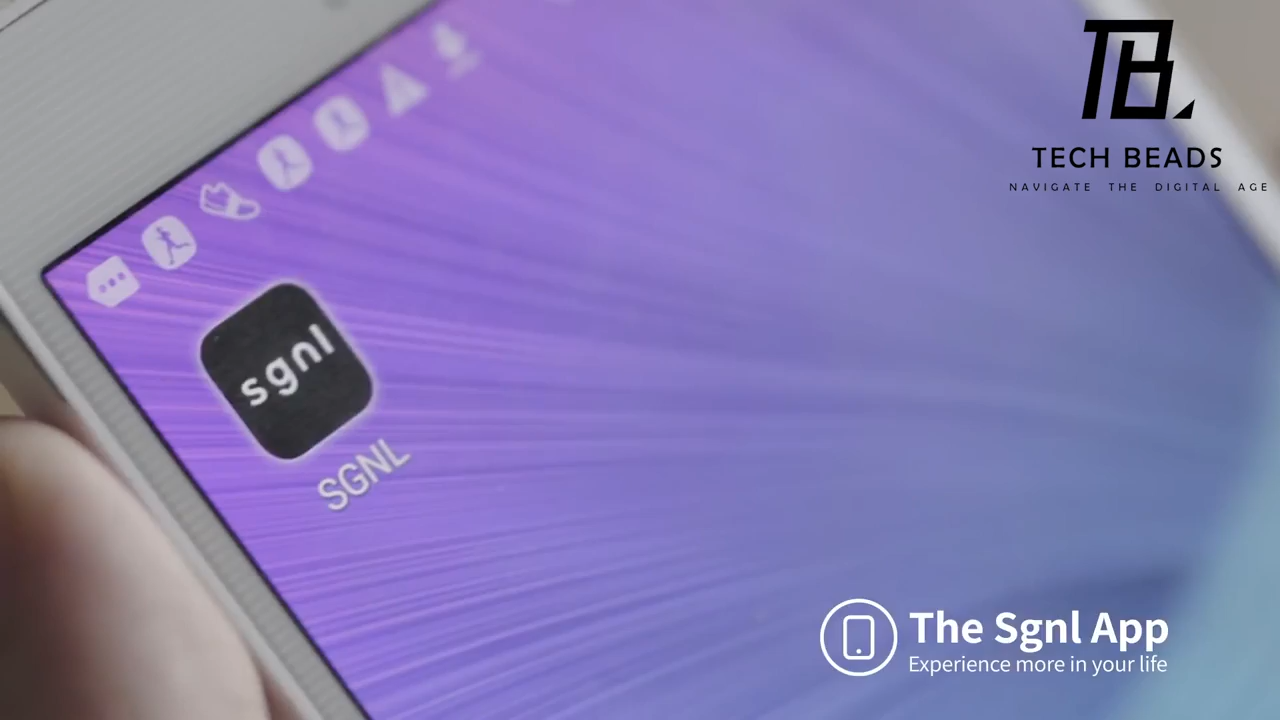 TB
TECH BEADS
NAVIGATE THE DIGITAL AGE
sgnl
SGNL
The Sgnl App
Experience more in your life